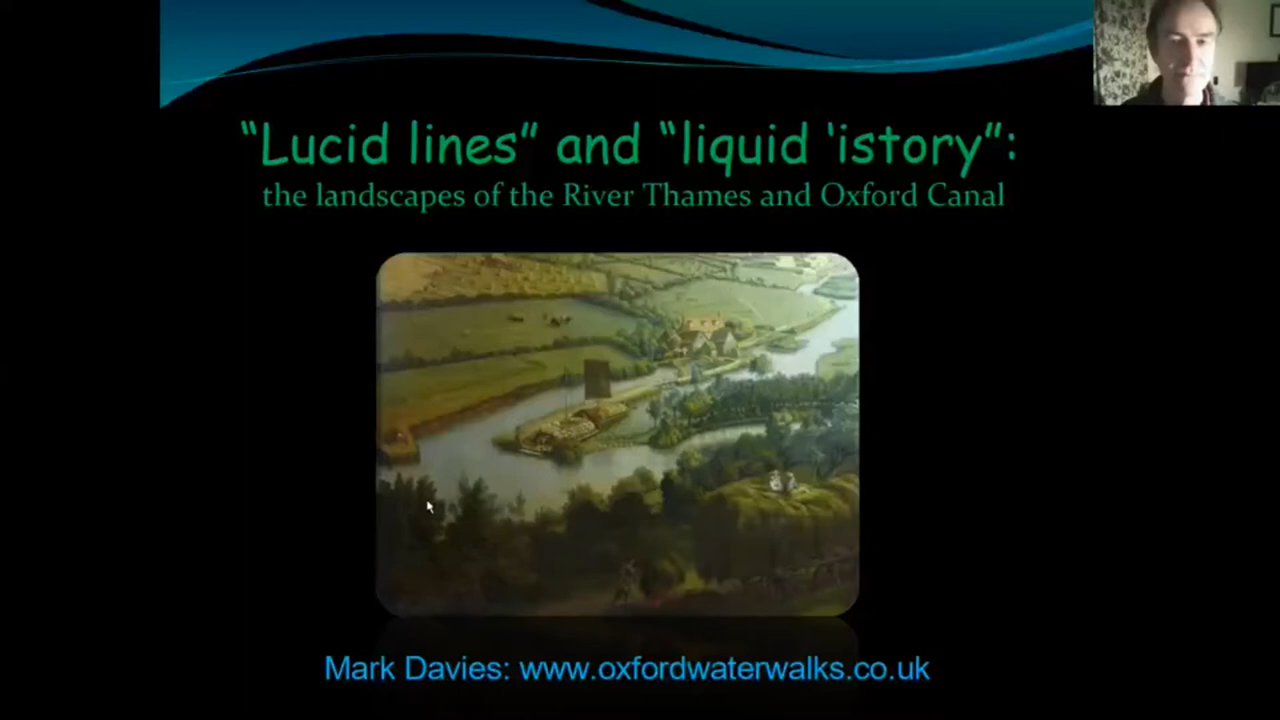 “Lucid lines” and “liquid ‘istory”:
the landscapes of the River Thames and Oxford Canal
Mark Davies: www.oxfordwaterwalks.co.uk